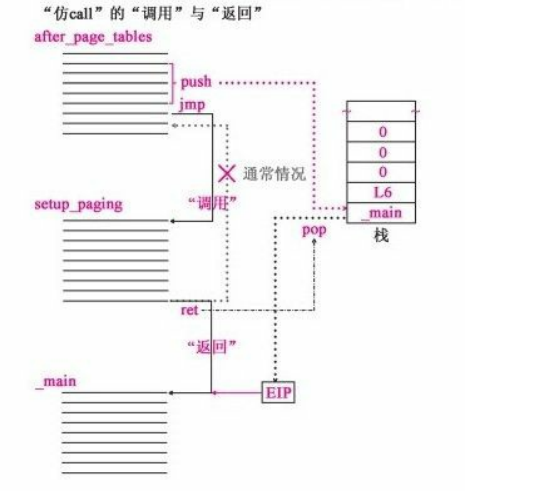 “仿call”的“调用”与“返回”
after_page_tables
push
jmp
0
0
0
L6
_main
栈
通常情况
“调用”
setup_paging
pop
ret
“返回”
_main
EIP